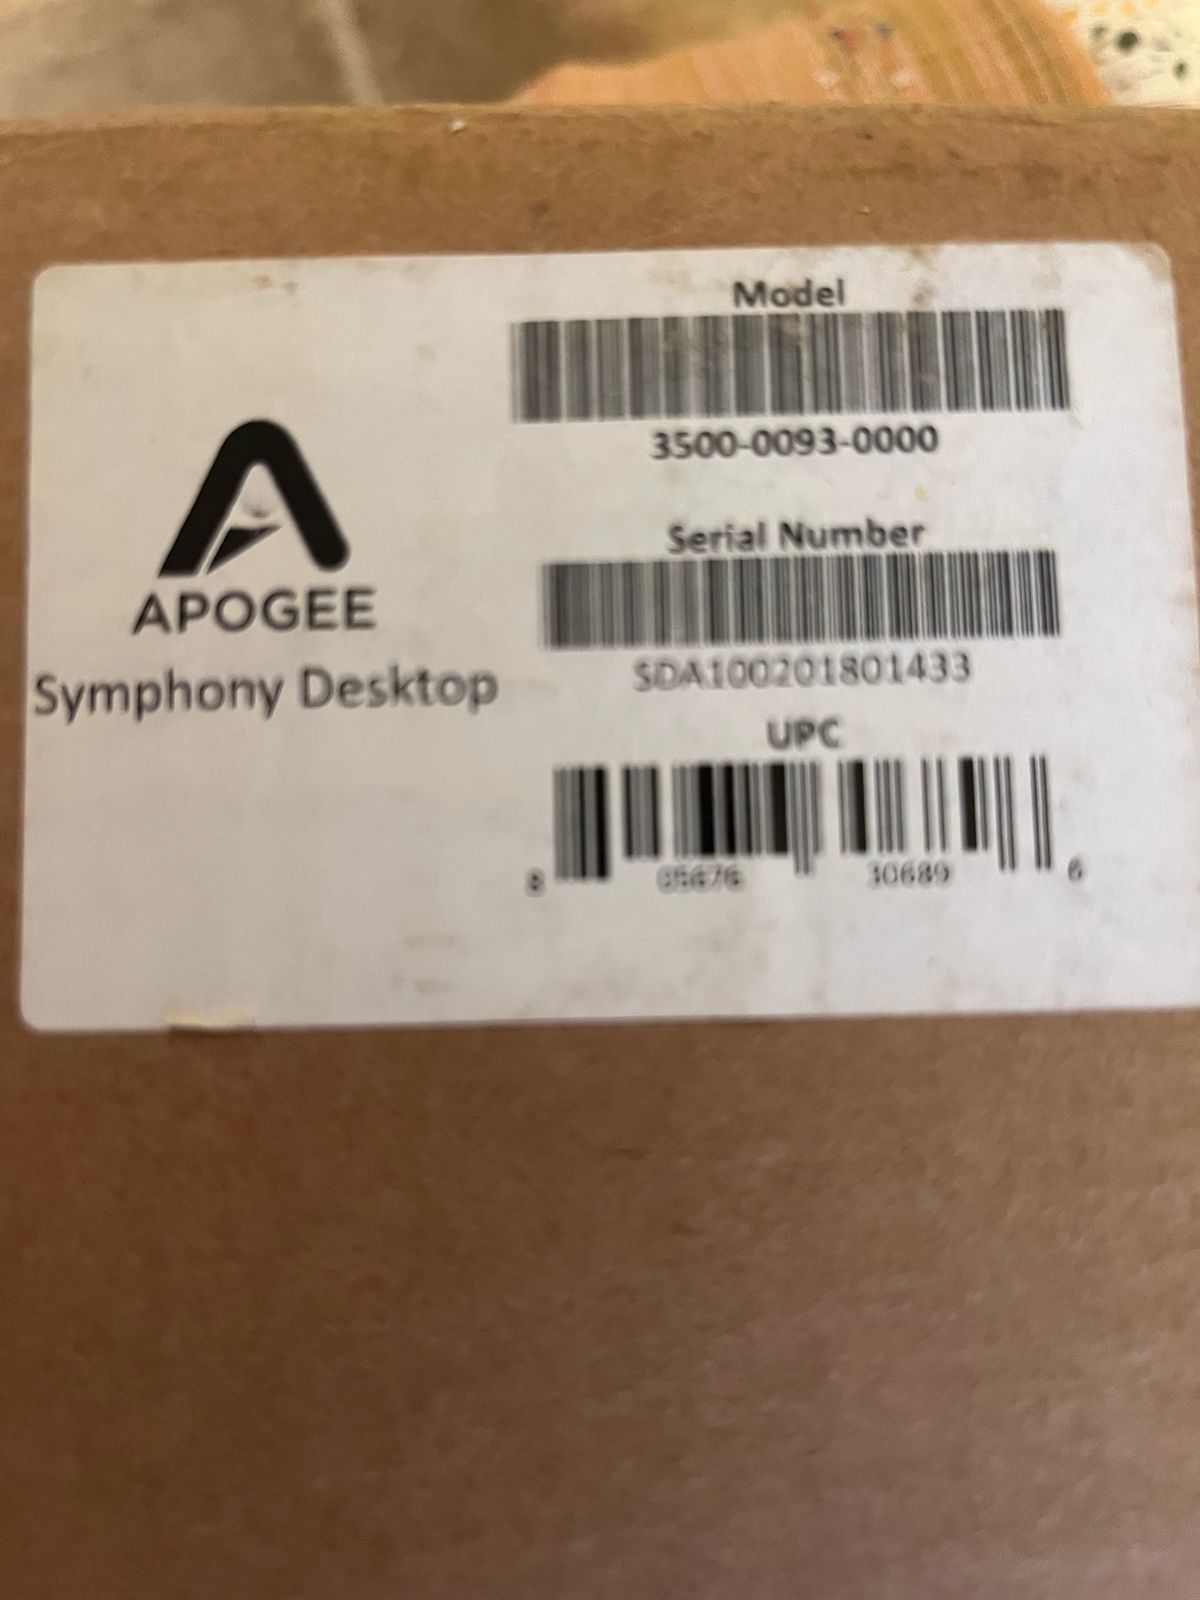 Model
3500-0093-0000
Serial Number
SDA100201801433
UPC
8 05676 30689 6
APOGEE
Symphony Desktop